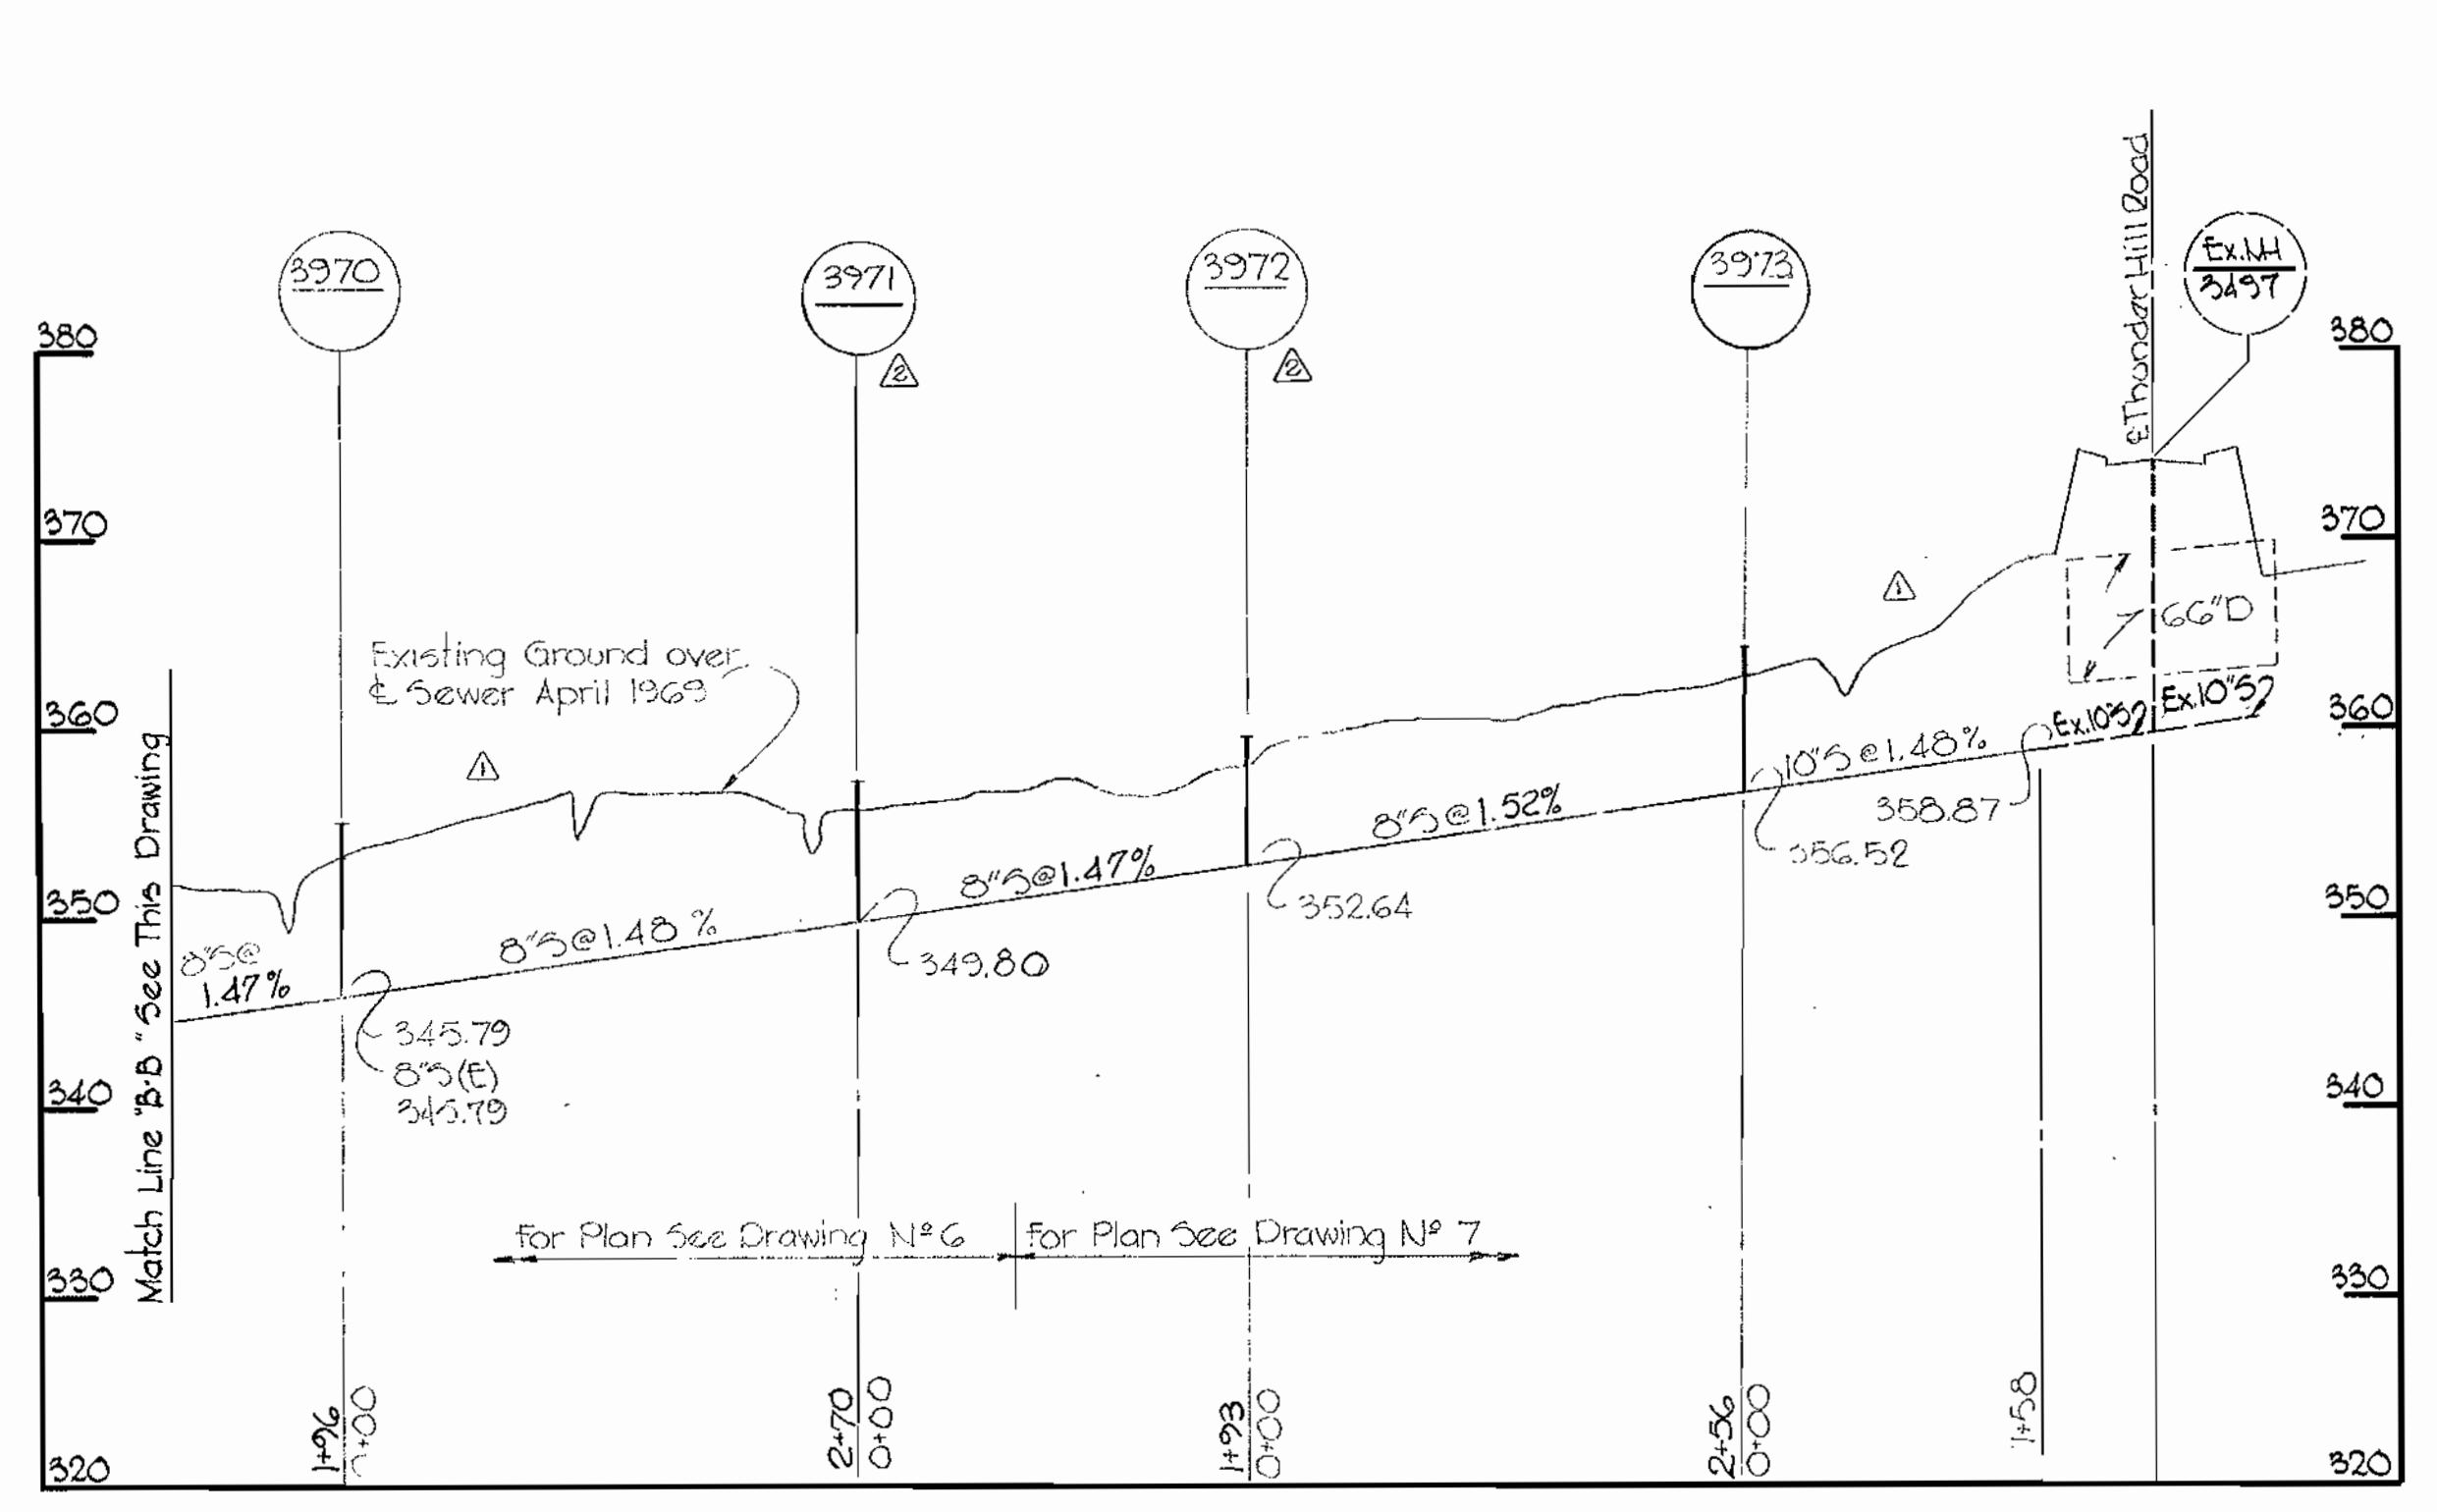 3970
3971
3972
3973
Ex.MH
3497
℄ Thunder Hill Road
2
2
380
380
370
370
360
360
350
350
340
340
330
330
320
320
Match Line "B-B" See This Drawing
Existing Ground over
℄ Sewer April 1969
1
1
66"D
8"S@
1.47%
8"S@1.48%
8"S@1.47%
8"S@1.52%
10"S@1.48%
Ex.10"S
Ex.10"S
345.79
8"S(E)
345.79
349.80
352.64
356.52
358.87
For Plan See Drawing Nº 6
For Plan See Drawing Nº 7
1+96
0+00
2+70
0+00
1+93
0+00
2+56
0+00
1+58